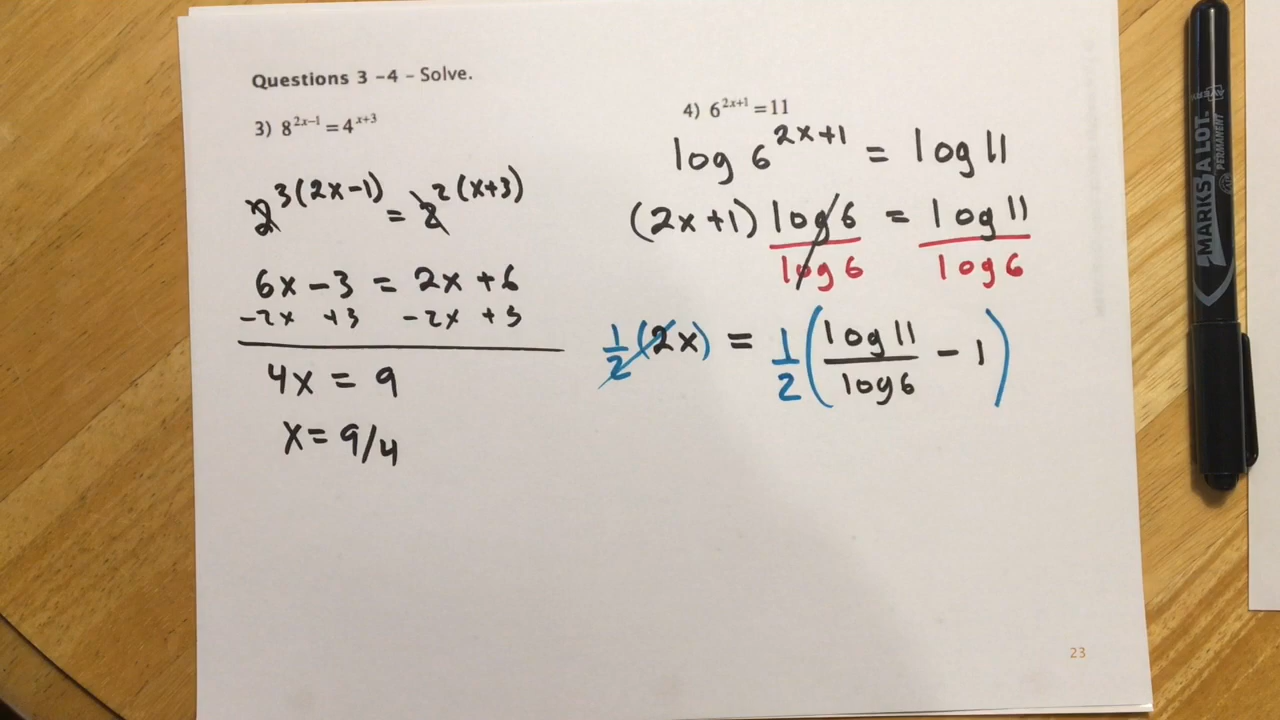 Questions 3 -4 - Solve.
3) 8^{2x-1} = 4^{x+3}
2^{3(2x-1)} = 2^{2(x+3)}
6x - 3 = 2x + 6
-2x +3 -2x +3
4x = 9
x = 9/4
4) 6^{2x+1} = 11
log 6^{2x+1} = log 11
(2x+1) log 6 = log 11
log 6 log 6
1/2 (2x) = 1/2 (log 11 / log 6 - 1)
23
MARKS A LOT
PERMANENT